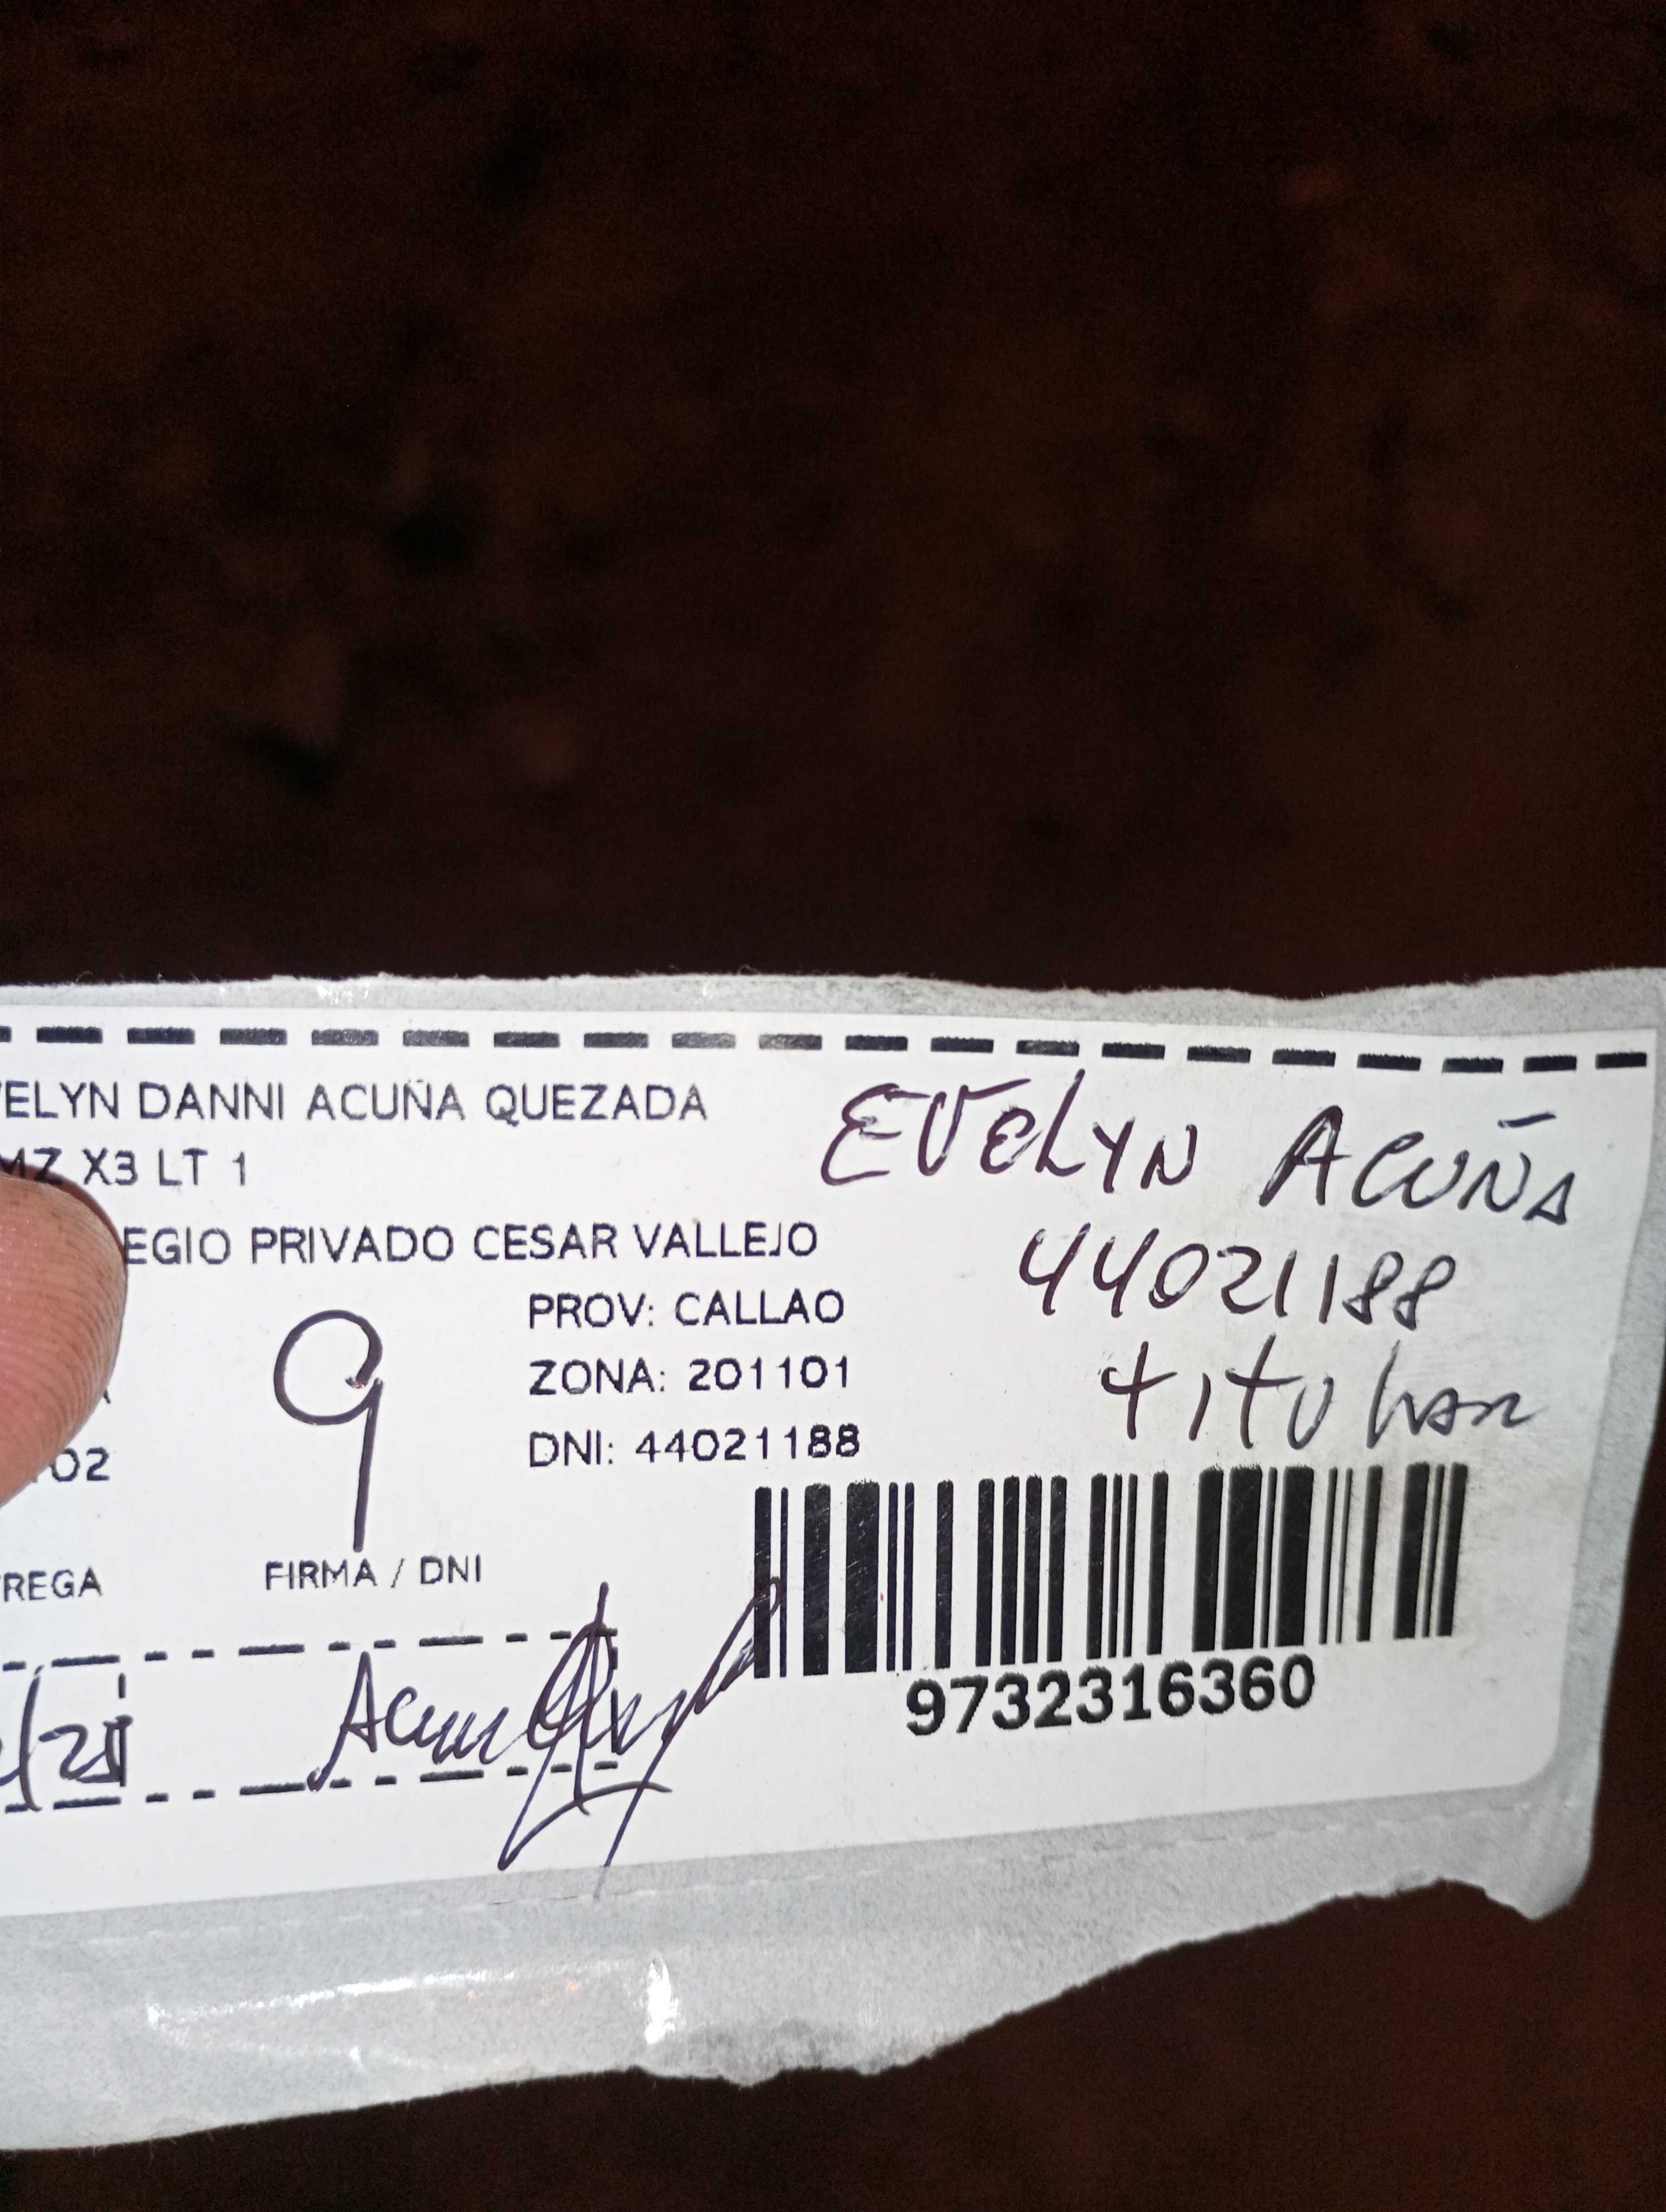 VELYN DANNI ACUÑA QUEZADA
MZ X3 LT 1
EGIO PRIVADO CESAR VALLEJO
PROV: CALLAO
ZONA: 201101
DNI: 44021188
02
9
REGA
FIRMA / DNI
EVELYN ACUÑA
44021188
titular
9732316360